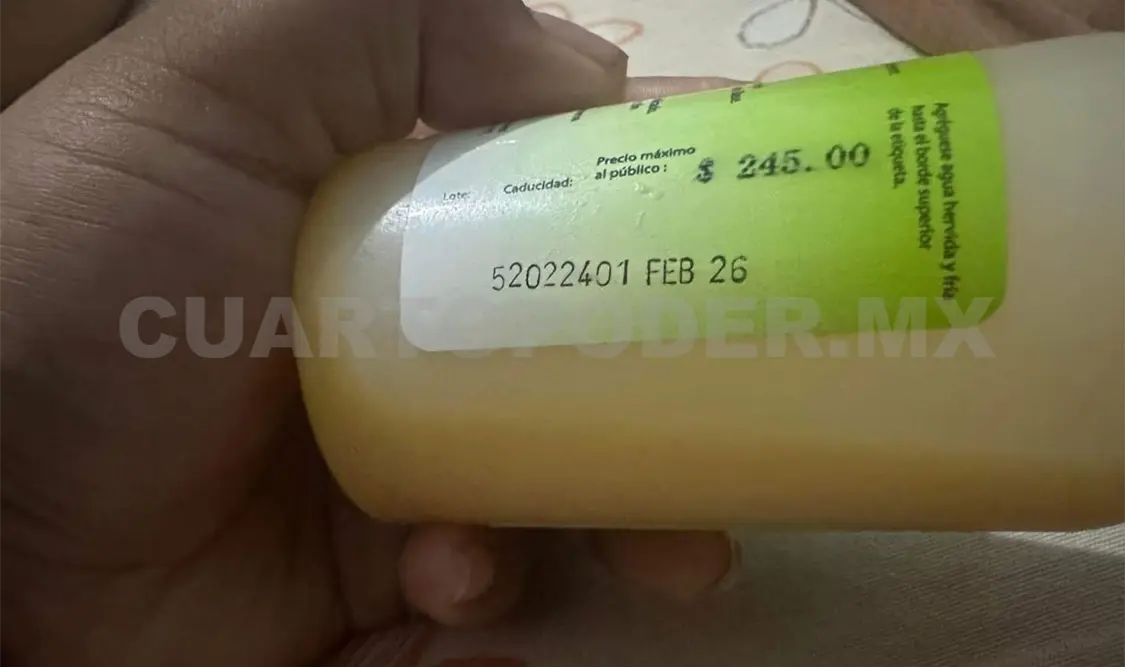 Precio máximo
al público :
$ 245.00
Lote:
Caducidad:
52022401 FEB 26
Agréguese agua hervida y fría
hasta el borde superior
de la etiqueta.
CUARTOPODER.MX